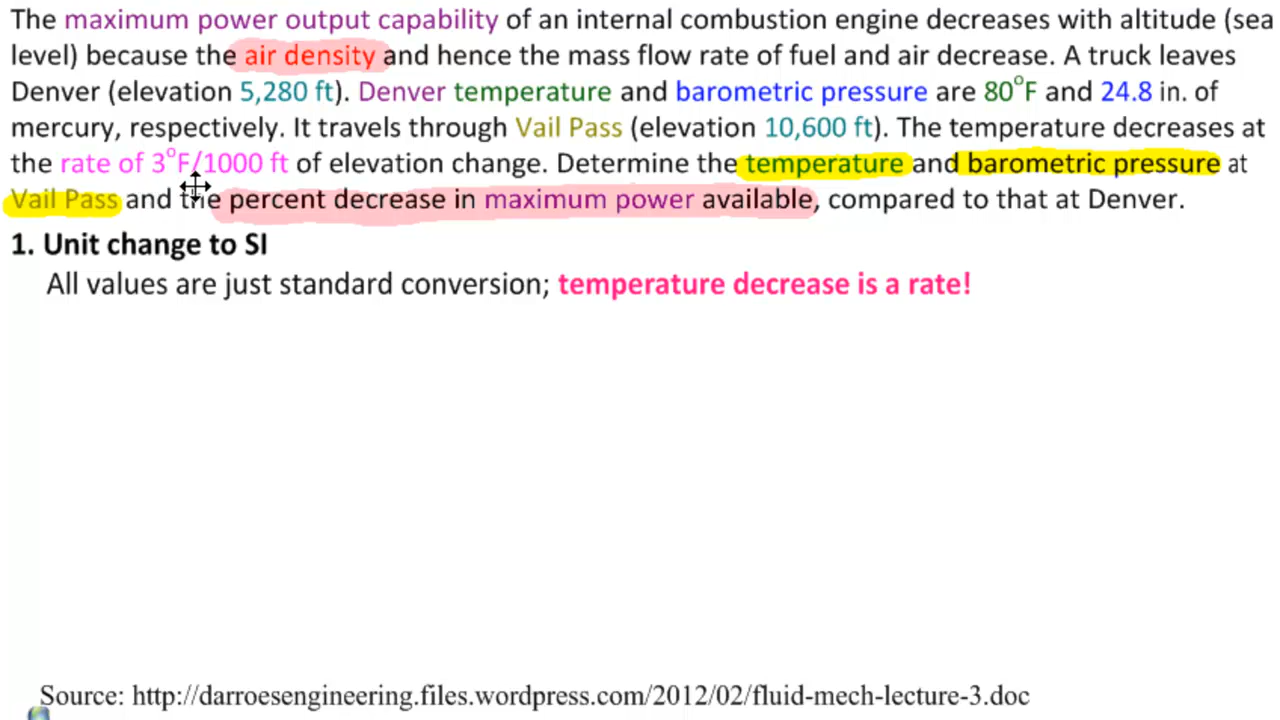 The maximum power output capability of an internal combustion engine decreases with altitude (sea
level) because the air density and hence the mass flow rate of fuel and air decrease. A truck leaves
Denver (elevation 5,280 ft). Denver temperature and barometric pressure are 80°F and 24.8 in. of
mercury, respectively. It travels through Vail Pass (elevation 10,600 ft). The temperature decreases at
the rate of 3°F/1000 ft of elevation change. Determine the temperature and barometric pressure at
Vail Pass and the percent decrease in maximum power available, compared to that at Denver.
1. Unit change to SI
All values are just standard conversion; temperature decrease is a rate!
Source: http://darroesengineering.files.wordpress.com/2012/02/fluid-mech-lecture-3.doc